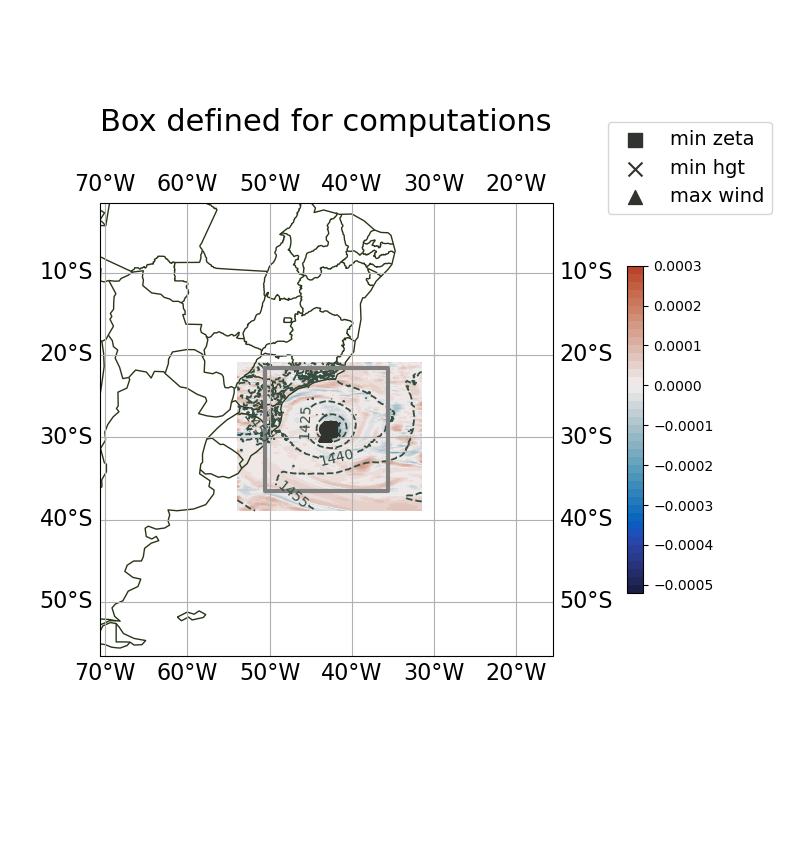 Box defined for computations
min zeta
min hgt
max wind
70°W 60°W 50°W 40°W 30°W 20°W
10°S 10°S
20°S 20°S
30°S 30°S
40°S 40°S
50°S 50°S
70°W 60°W 50°W 40°W 30°W 20°W
1425
1440
1455
0.0003
0.0002
0.0001
0.0000
−0.0001
−0.0002
−0.0003
−0.0004
−0.0005